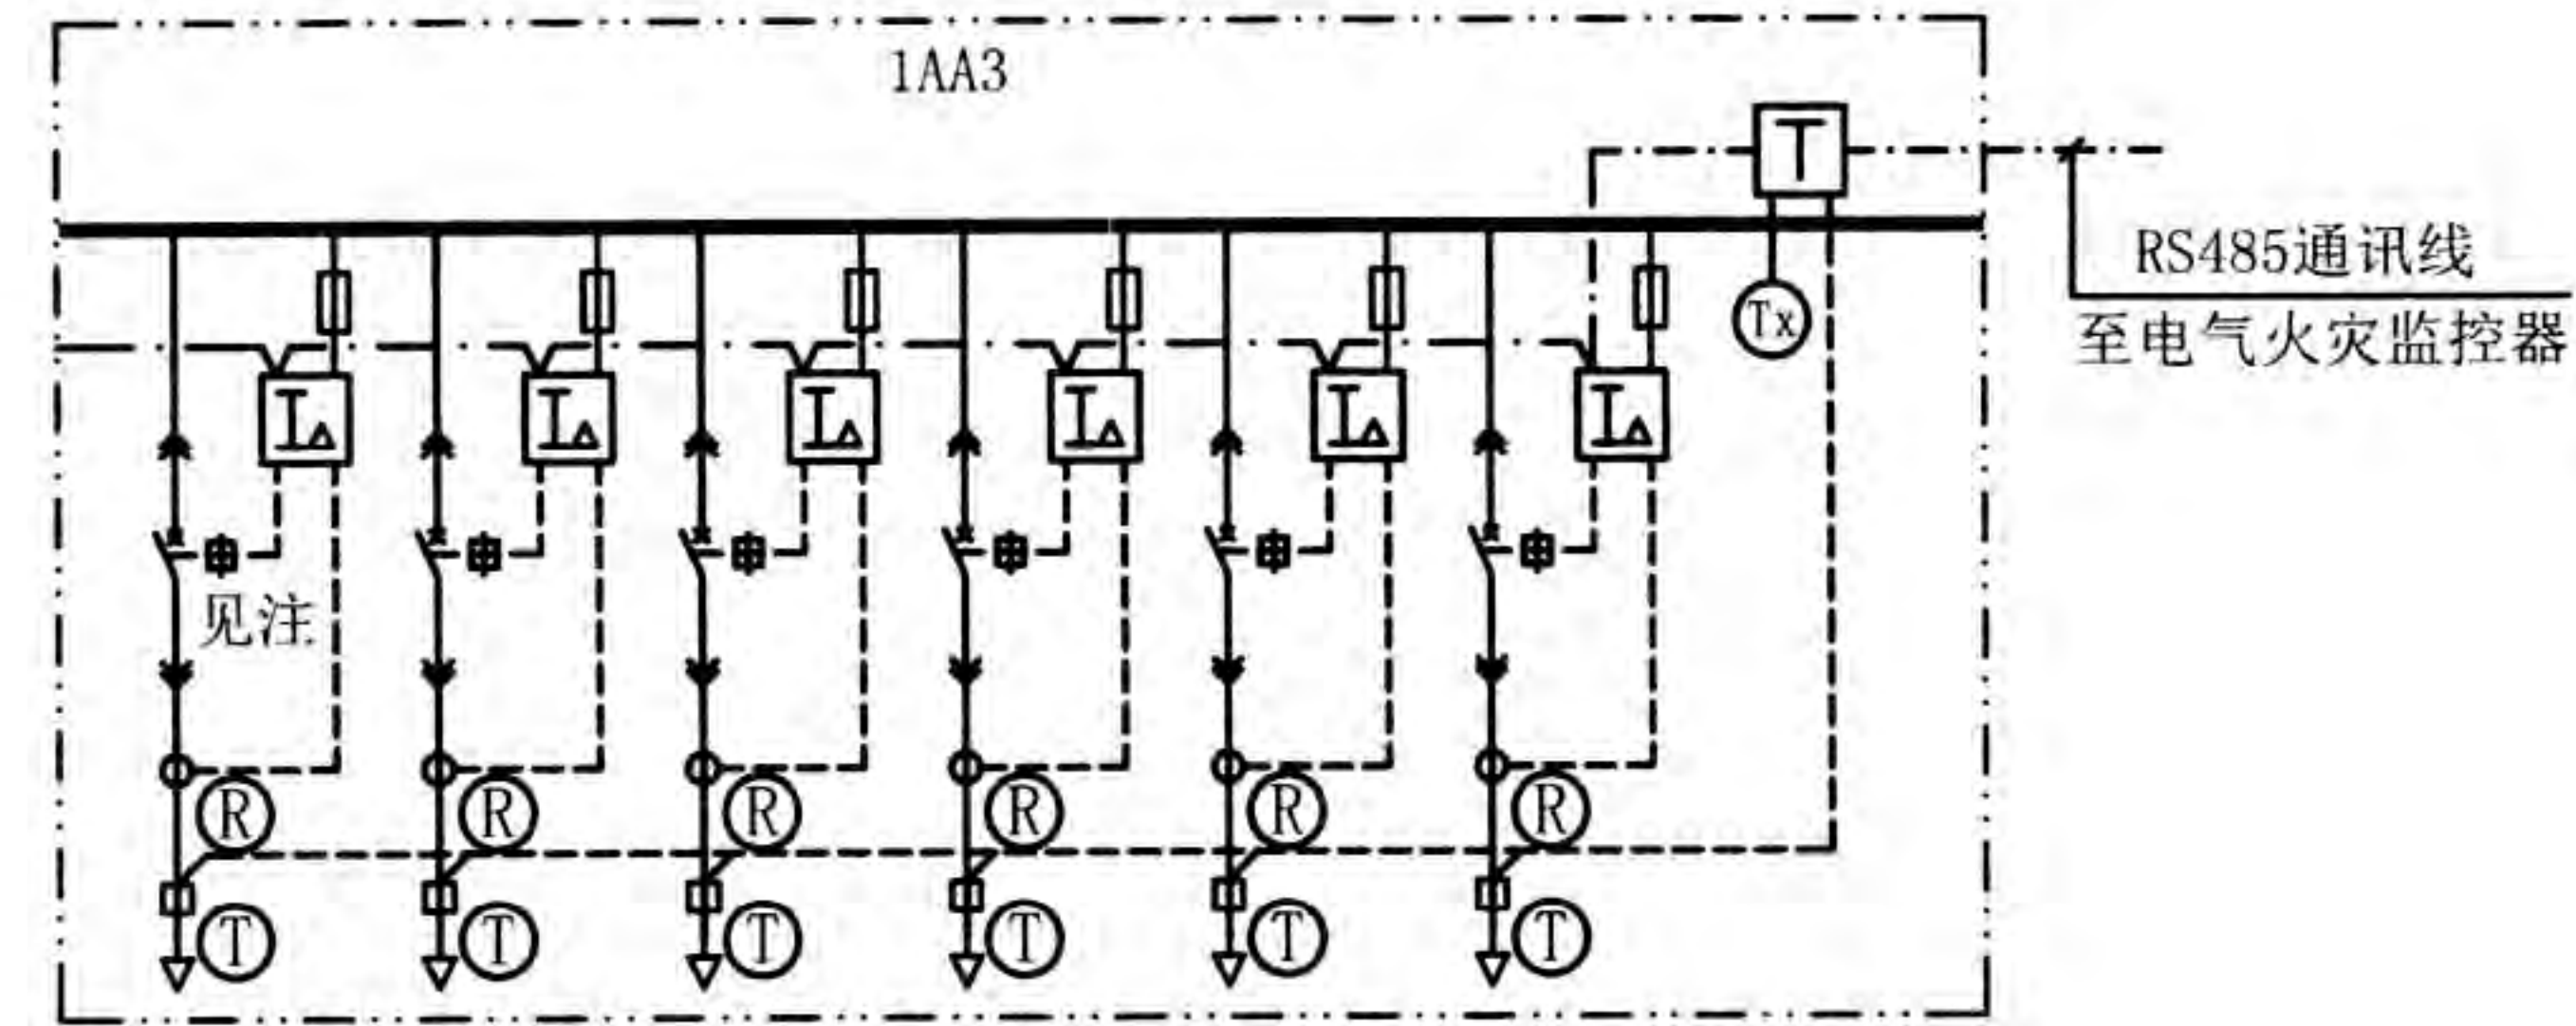 1AA3
T
RS485通讯线
至电气火灾监控器
Tx
I△ I△ I△ I△ I△ I△
见注
R R R R R R
T T T T T T